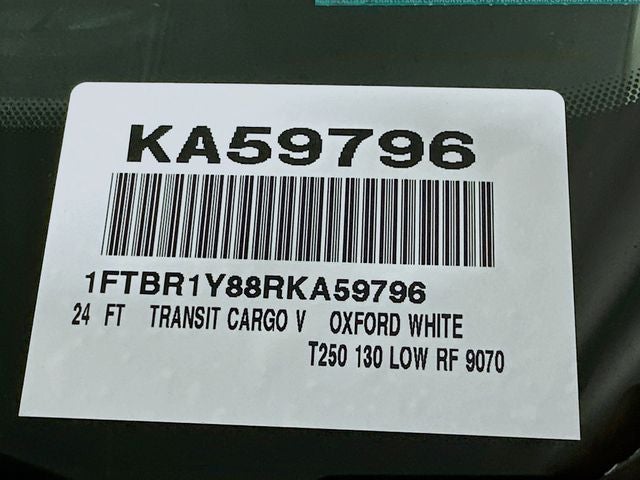 KA59796
1FTBR1Y88RKA59796
24 FT TRANSIT CARGO V OXFORD WHITE
T250 130 LOW RF 9070